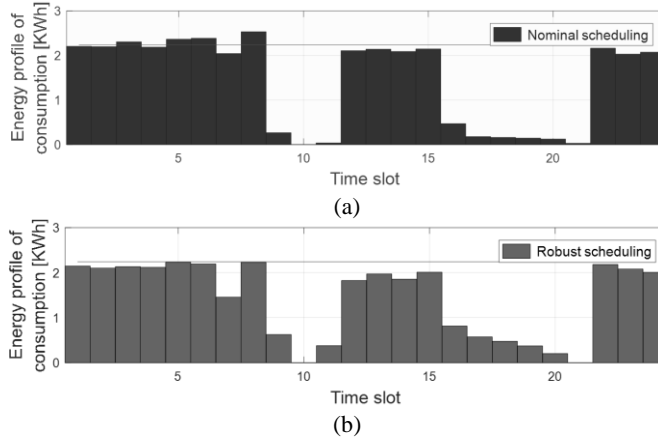 3
2
1
0
Energy profile of
consumption [KWh]
Nominal scheduling
5
10
15
20
Time slot
(a)
3
2
1
0
Energy profile of
consumption [KWh]
Robust scheduling
5
10
15
20
Time slot
(b)